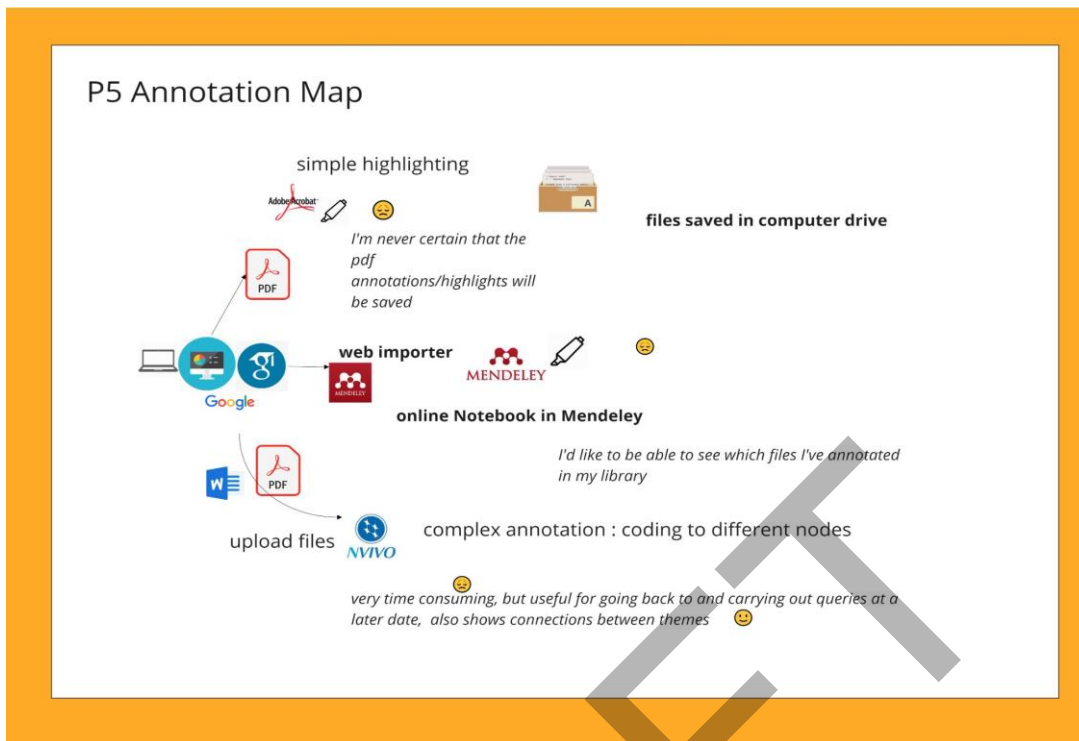 P5 Annotation Map
simple highlighting
Adobe Acrobat
A
files saved in computer drive
I'm never certain that the
pdf
annotations/highlights will
be saved
PDF
web importer
MENDELEY
MENDELEY
Google
online Notebook in Mendeley
I'd like to be able to see which files I've annotated
in my library
W
PDF
upload files
NVIVO
complex annotation : coding to different nodes
very time consuming, but useful for going back to and carrying out queries at a
later date, also shows connections between themes